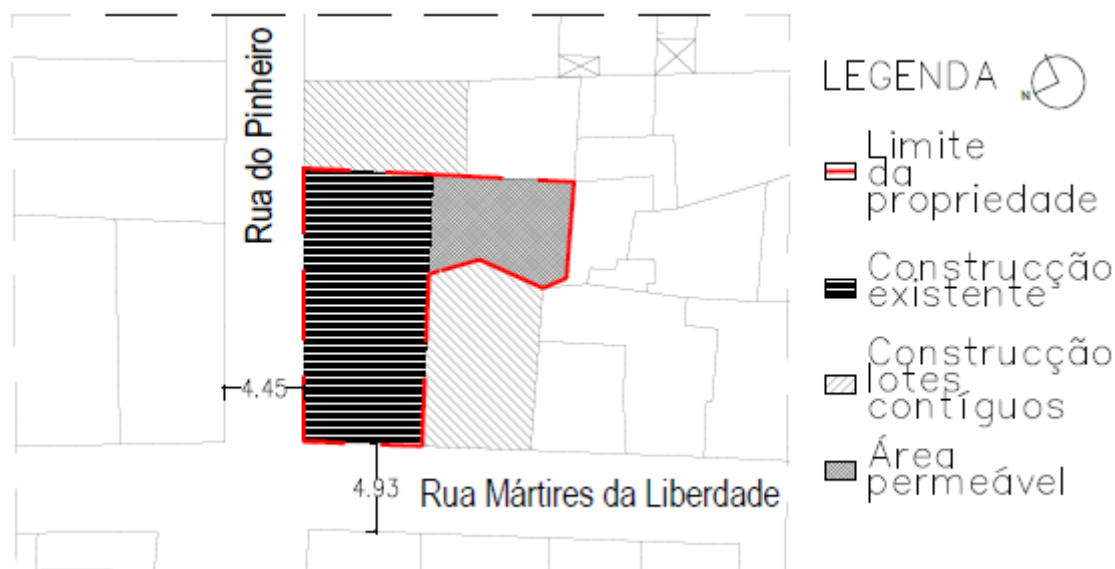 Rua do Pinheiro
4.45
4.93
Rua Mártires da Liberdade
LEGENDA
N
Limite
da
propriedade
Construcção
existente
Construcção
lotes
contíguos
Área
permeável